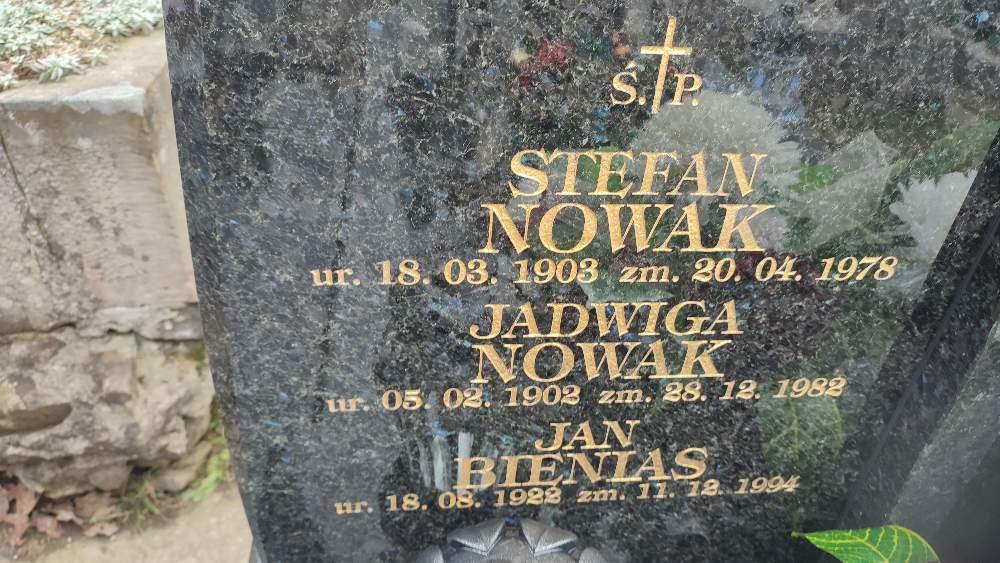 Ś. P.
STEFAN
NOWAK
ur. 18. 03. 1903 zm. 20. 04. 1978
JADWIGA
NOWAK
ur. 05. 02. 1902 zm. 28. 12. 1982
JAN
BIENIAS
ur. 18. 08. 1922 zm. 11. 12. 1994